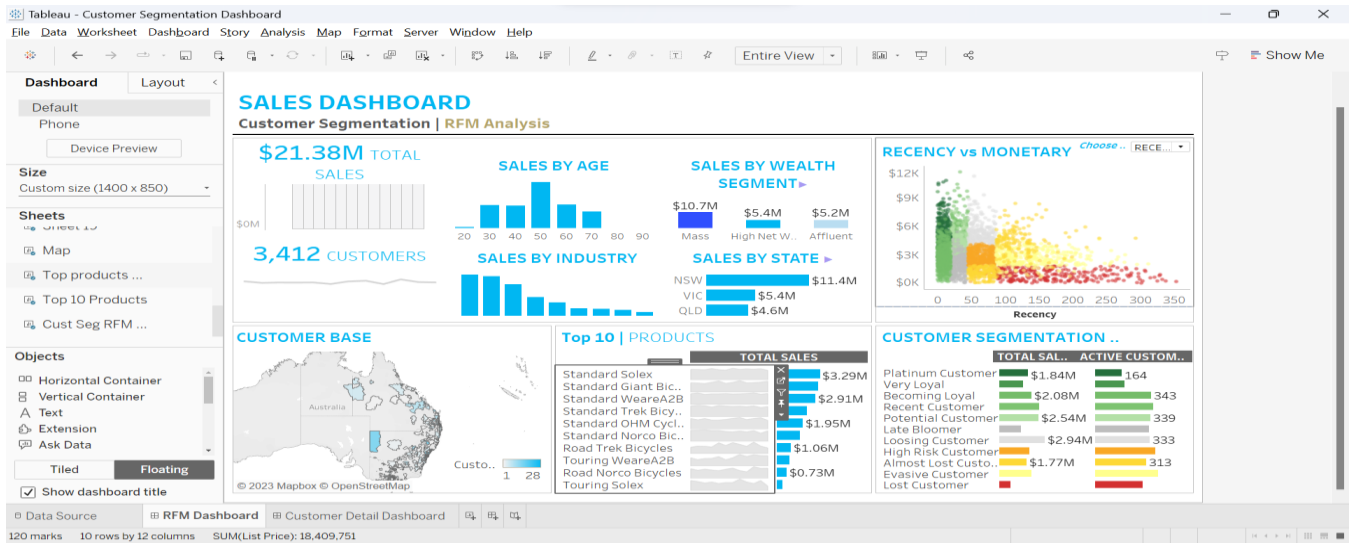 Tableau - Customer Segmentation Dashboard
File Data Worksheet Dashboard Story Analysis Map Format Server Window Help
Entire View
Show Me
Dashboard Layout
Default
Phone
Device Preview
Size
Custom size (1400 x 850)
Sheets
Map
Top products ...
Top 10 Products
Cust Seg RFM ...
Objects
Horizontal Container
Vertical Container
Text
Extension
Ask Data
Tiled Floating
Show dashboard title
SALES DASHBOARD
Customer Segmentation | RFM Analysis
$21.38M TOTAL
SALES
$0M
3,412 CUSTOMERS
SALES BY AGE
20 30 40 50 60 70 80 90
SALES BY INDUSTRY
SALES BY WEALTH
SEGMENT
$10.7M $5.4M $5.2M
Mass High Net W.. Affluent
SALES BY STATE
NSW $11.4M
VIC $5.4M
QLD $4.6M
RECENCY vs MONETARY Choose .. RECE...
$12K
$9K
$6K
$3K
$0K
0 50 100 150 200 250 300 350
Recency
CUSTOMER BASE
Australia
Custo..
1 28
© 2023 Mapbox © OpenStreetMap
Top 10 | PRODUCTS
TOTAL SALES
Standard Solex $3.29M
Standard Giant Bic..
Standard WeareA2B $2.91M
Standard Trek Bicy..
Standard OHM Cycl.. $1.95M
Standard Norco Bic..
Road Trek Bicycles $1.06M
Touring WeareA2B
Road Norco Bicycles $0.73M
Touring Solex
CUSTOMER SEGMENTATION ..
TOTAL SAL.. ACTIVE CUSTOM..
Platinum Customer $1.84M 164
Very Loyal
Becoming Loyal $2.08M 343
Recent Customer
Potential Customer $2.54M 339
Late Bloomer
Loosing Customer $2.94M 333
High Risk Customer
Almost Lost Custo.. $1.77M 313
Evasive Customer
Lost Customer
Data Source RFM Dashboard Customer Detail Dashboard
120 marks 10 rows by 12 columns SUM(List Price): 18,409,751